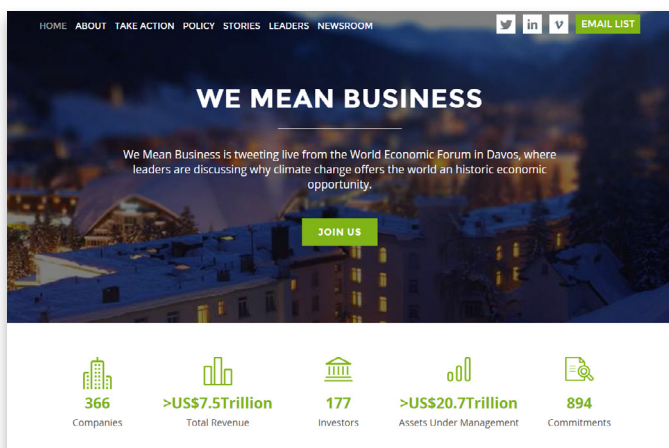 HOME ABOUT TAKE ACTION POLICY STORIES LEADERS NEWSROOM
EMAIL LIST
WE MEAN BUSINESS
We Mean Business is tweeting live from the World Economic Forum in Davos, where
leaders are discussing why climate change offers the world an historic economic
opportunity.
JOIN US
366 >US$7.5Trillion 177 >US$20.7Trillion 894
Companies Total Revenue Investors Assets Under Management Commitments